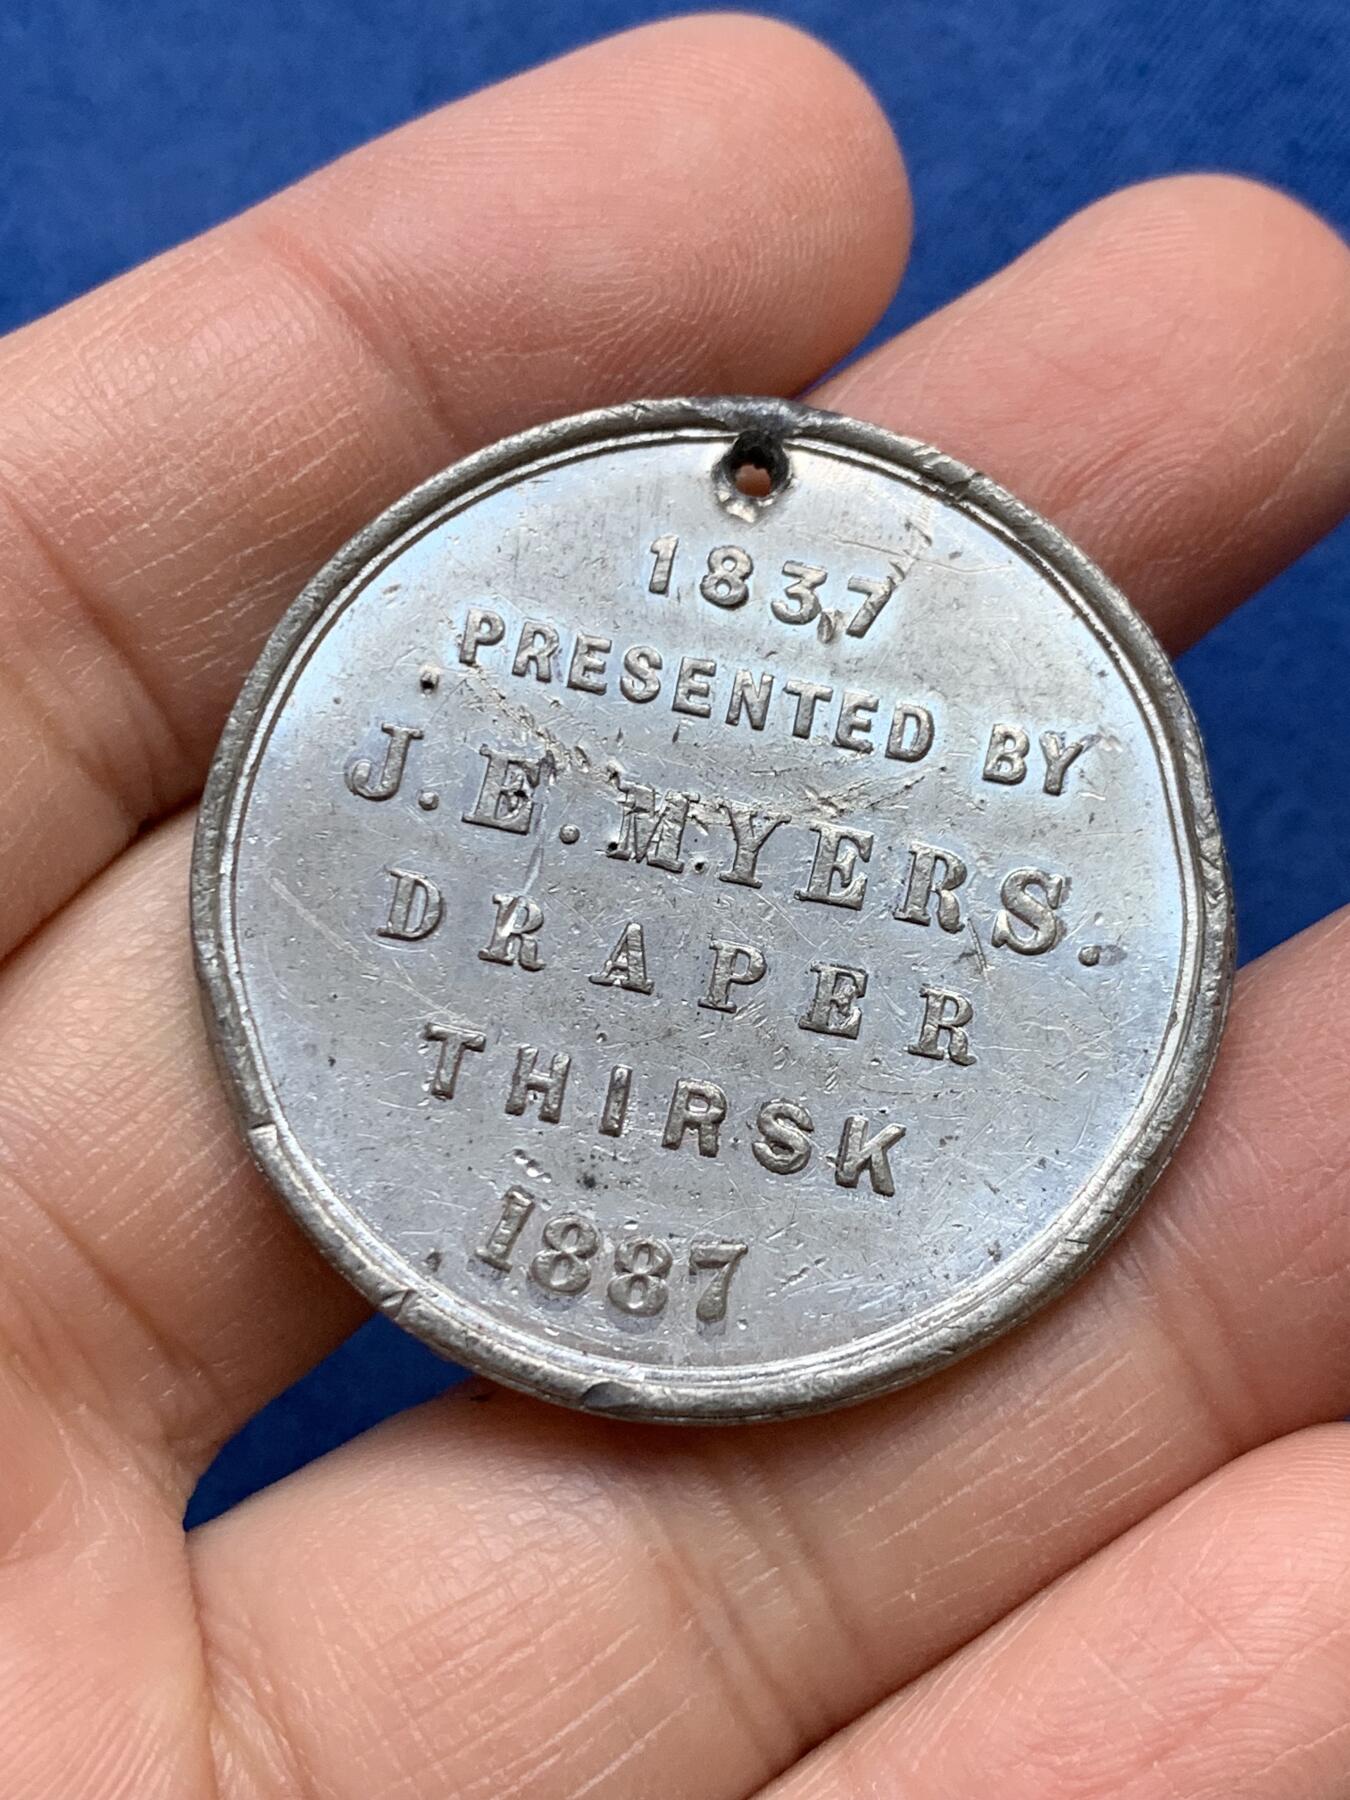 1837
PRESENTED BY
J. E. MYERS.
DRAPER
THIRSK
1887